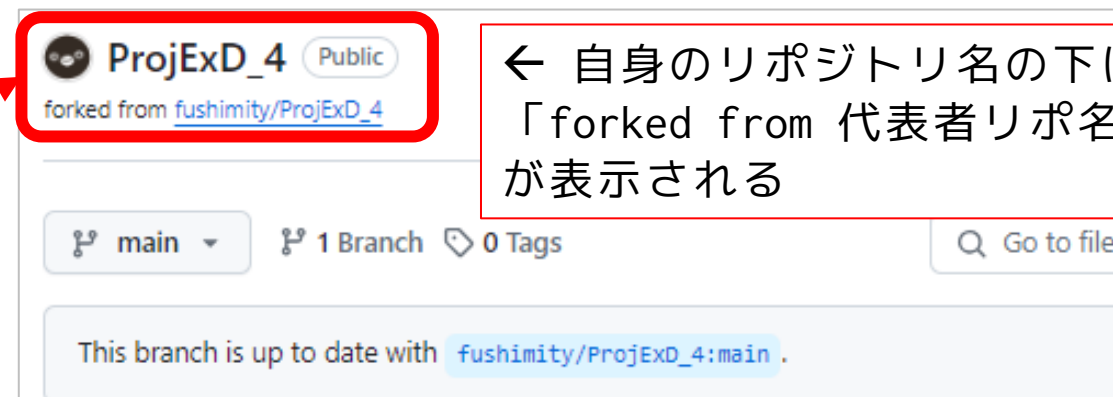 ProjExD_4 Public
forked from fushimity/ProjExD_4
← 自身のリポジトリ名の下
「forked from 代表者リポ名
が表示される
main
1 Branch
0 Tags
Go to file
This branch is up to date with fushimity/ProjExD_4:main .